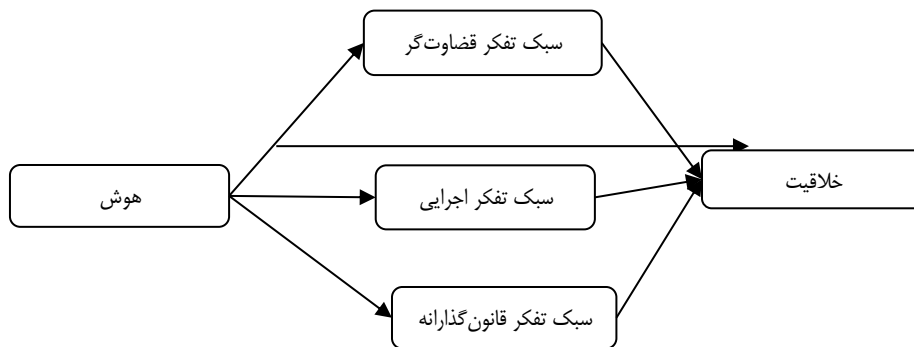 سبک تفکر قضاوت‌گر
خلاقیت
سبک تفکر اجرایی
هوش
سبک تفکر قانون‌گذارانه